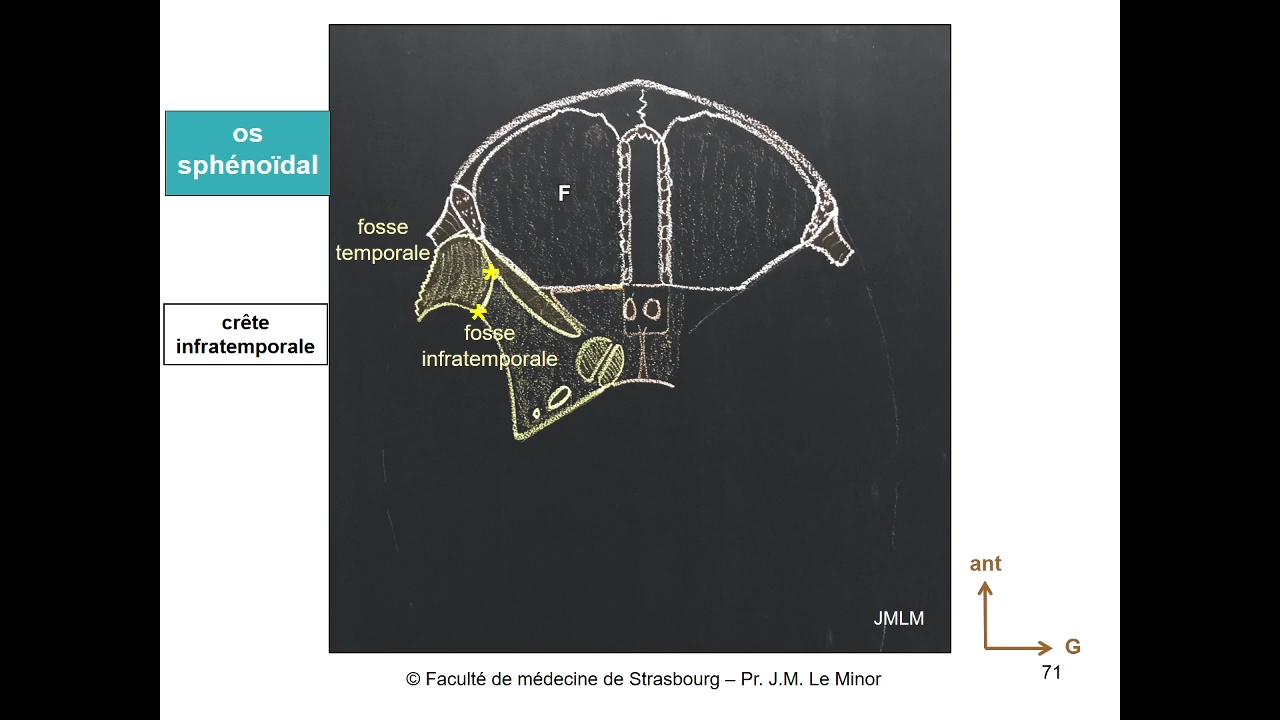 os
sphénoïdal
F
fosse
temporale
*
crête
infratemporale
*
fosse
infratemporale
ant
JMLM
G
71
© Faculté de médecine de Strasbourg – Pr. J.M. Le Minor